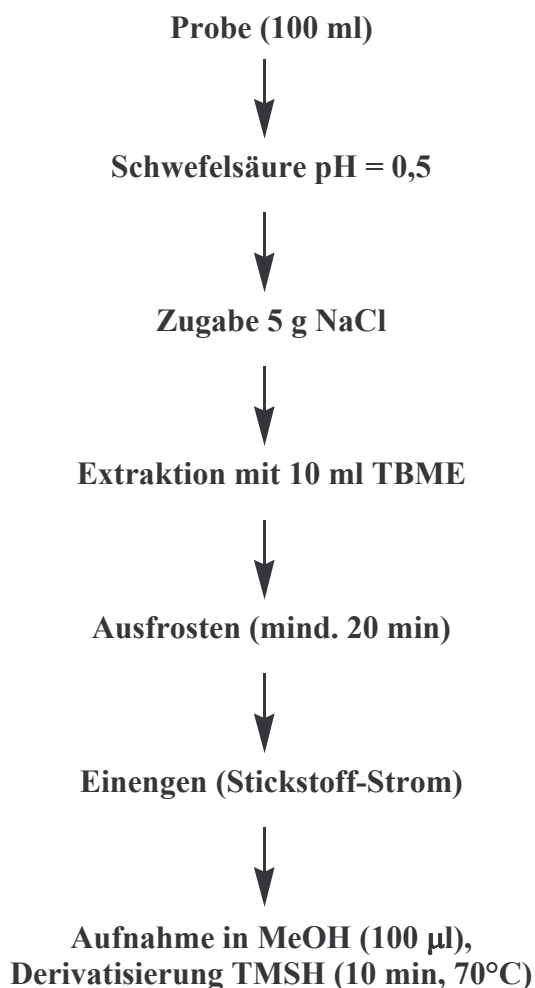 Probe (100 ml)
Schwefelsäure pH = 0,5
Zugabe 5 g NaCl
Extraktion mit 10 ml TBME
Ausfrosten (mind. 20 min)
Einengen (Stickstoff-Strom)
Aufnahme in MeOH (100 µl),
Derivatisierung TMSH (10 min, 70°C)